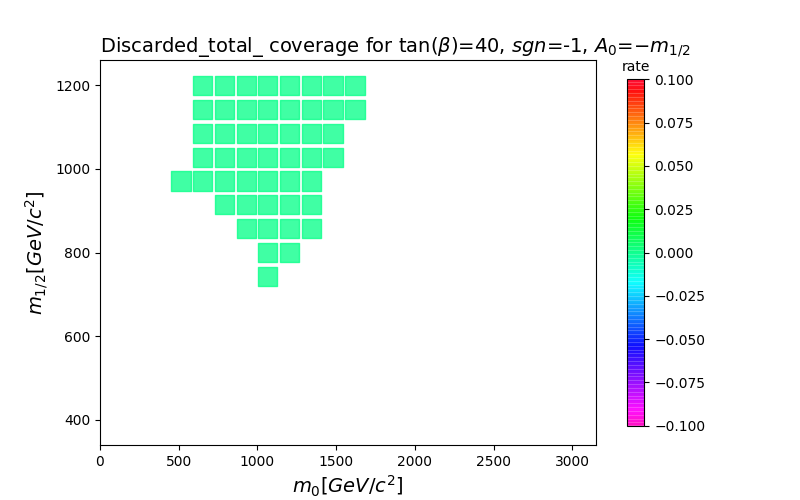 Discarded_total_ coverage for tan(β)=40, sgn=-1, A₀=−m₁/₂
rate
0.100
0.075
0.050
0.025
0.000
−0.025
−0.050
−0.075
−0.100
1200
1000
800
600
400
m₁/₂[GeV/c²]
0 500 1000 1500 2000 2500 3000
m₀[GeV/c²]